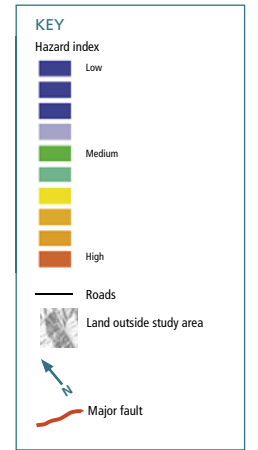 KEY
Hazard index
Low
Medium
High
Roads
Land outside study area
N
Major fault